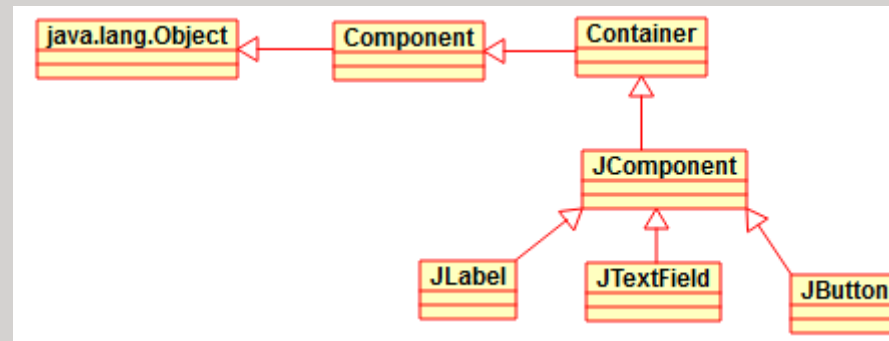 java.lang.Object
Component
Container
JComponent
JLabel
JTextField
JButton